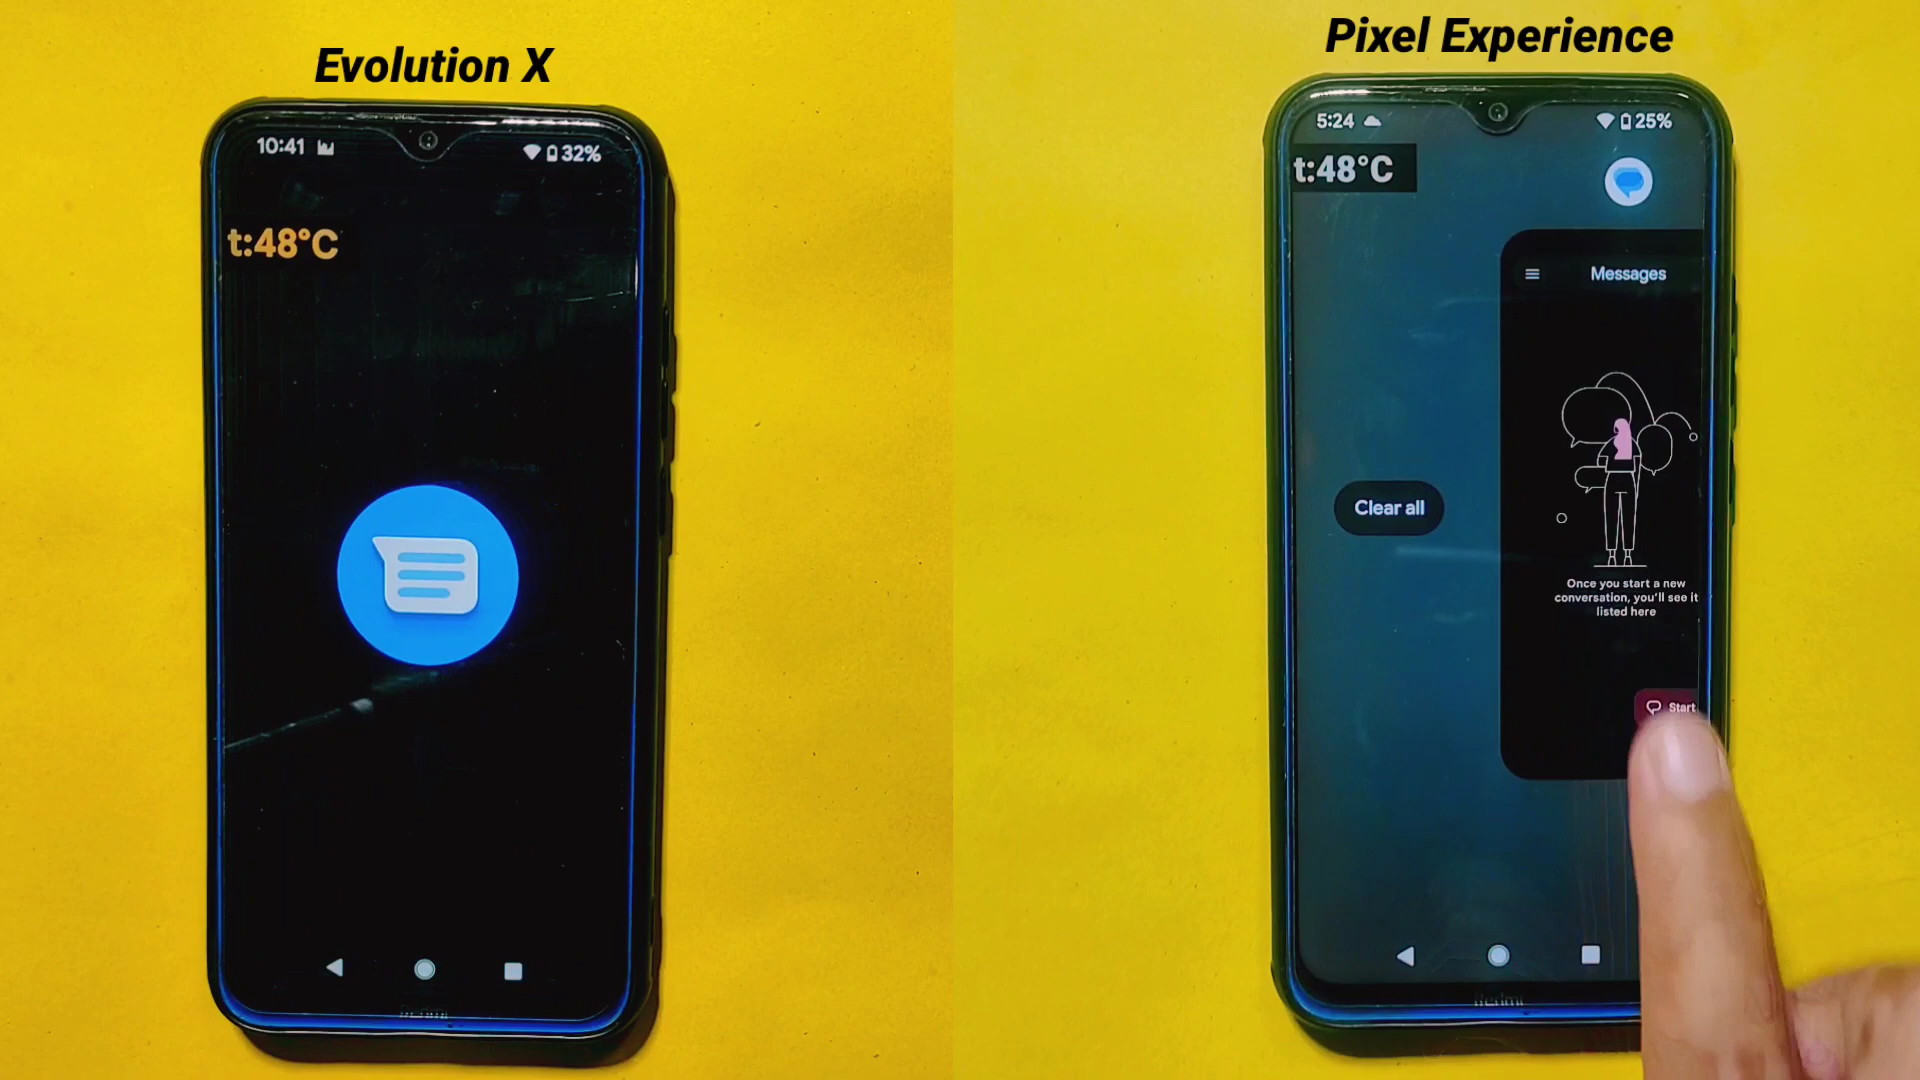 Evolution X
10:41
32%
t:48°C
Pixel Experience
5:24
25%
t:48°C
Messages
Clear all
Once you start a new
conversation, you'll see it
listed here
Start
Redmi